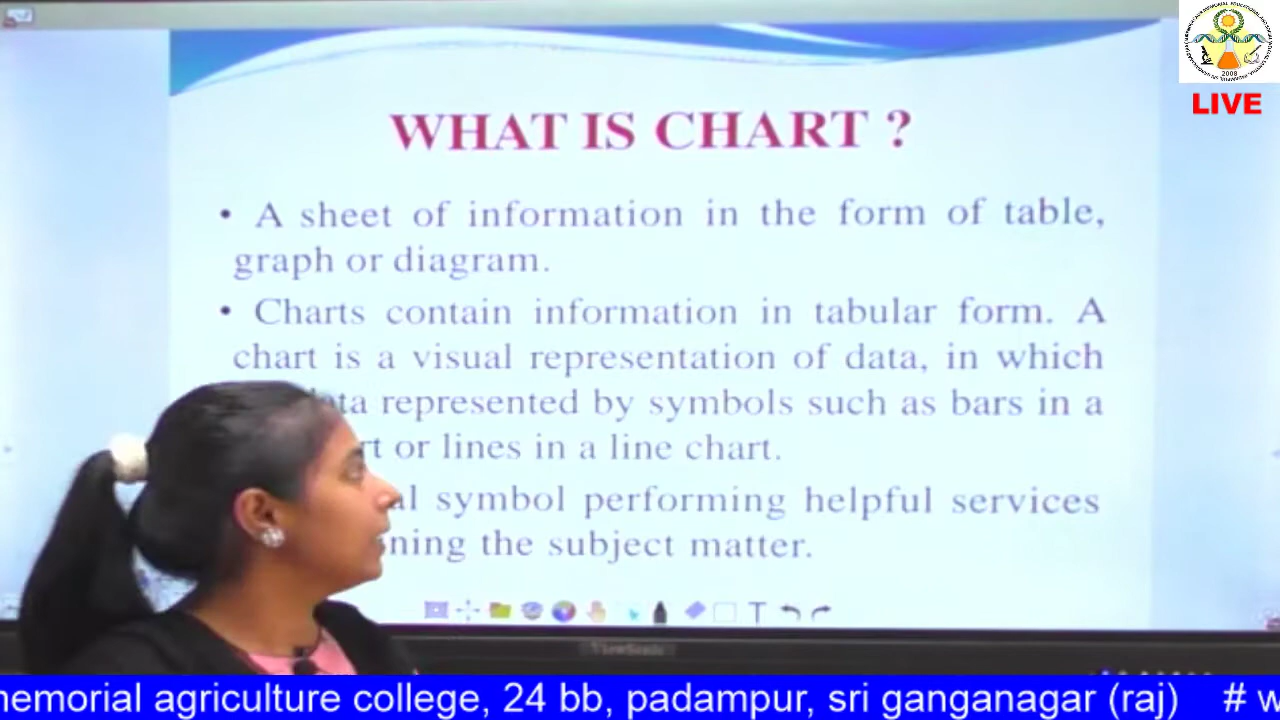 LIVE
2008
WHAT IS CHART ?
• A sheet of information in the form of table,
graph or diagram.
• Charts contain information in tabular form. A
chart is a visual representation of data, in which
represented by symbols such as bars in a
or lines in a line chart.
symbol performing helpful services
the subject matter.
T
ViewSonic
memorial agriculture college, 24 bb, padampur, sri ganganagar (raj) # w